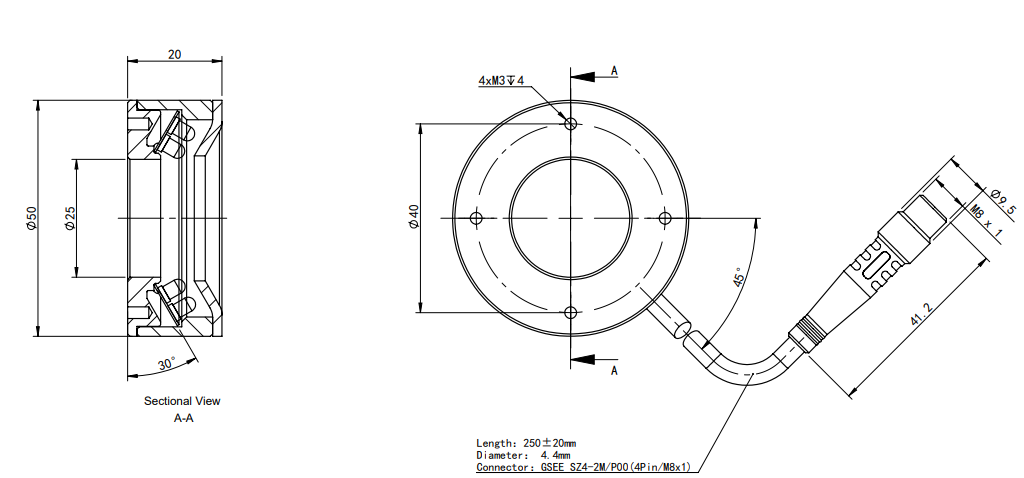 20
Ø50
Ø25
30°
Sectional View
A-A
4xM3↧4
A
Ø40
45°
A
Ø9.5
M8 x 1
41.2
Length: 250±20mm
Diameter: 4.4mm
Connector: GSEE SZ4-2M/P00(4Pin/M8x1)